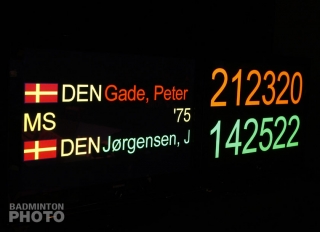 DEN Gade, Peter 212320
MS '75
DEN Jørgensen, J 142522
BADMINTON
PHOTO